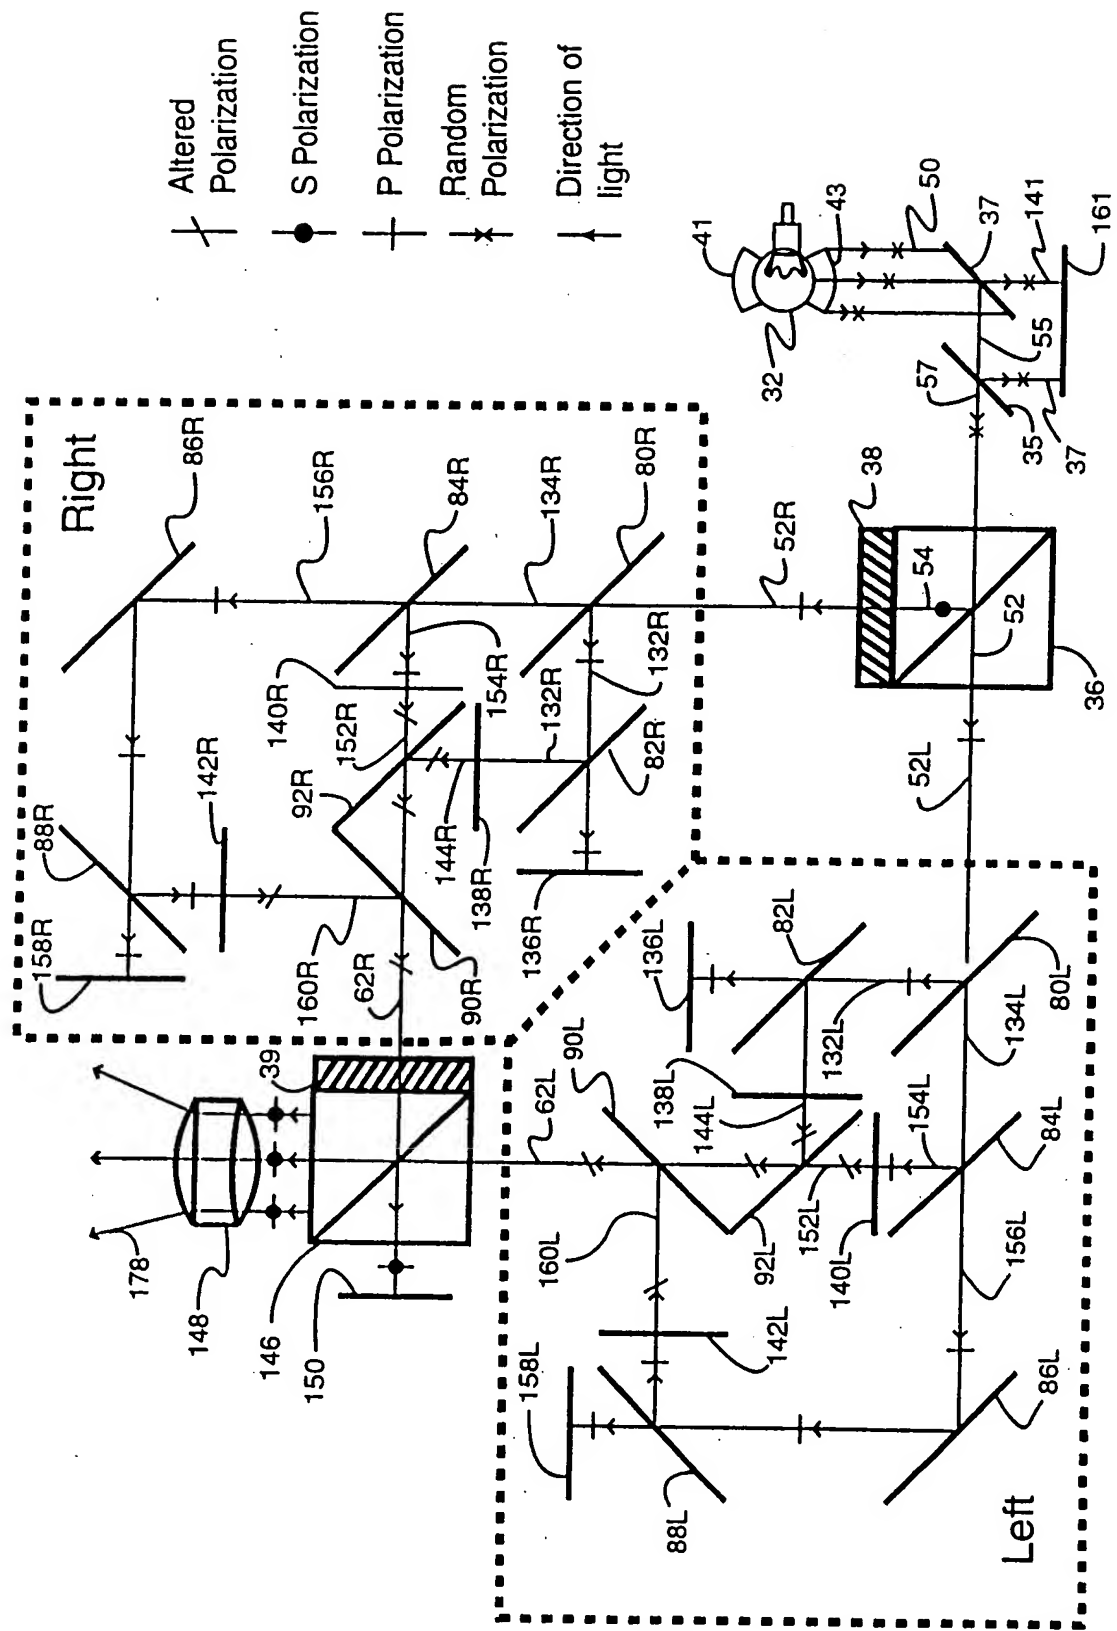 158R
88R
Right
142R
86R
178
148
146
150
39
160R
62R
90R
92R
140R
152R
156R
144R
138R
154R
84R
136R
132R
134R
82R
132R
80R
Altered
Polarization
S Polarization
P Polarization
Random
Polarization
Direction of
light
158L
88L
90L
62L
136L
160L
142L
138L
144L
82L
92L
152L
140L
132L
154L
134L
156L
84L
80L
86L
Left
52R
38
54
52
36
52L
41
32
43
50
37
57
55
35
37
141
161